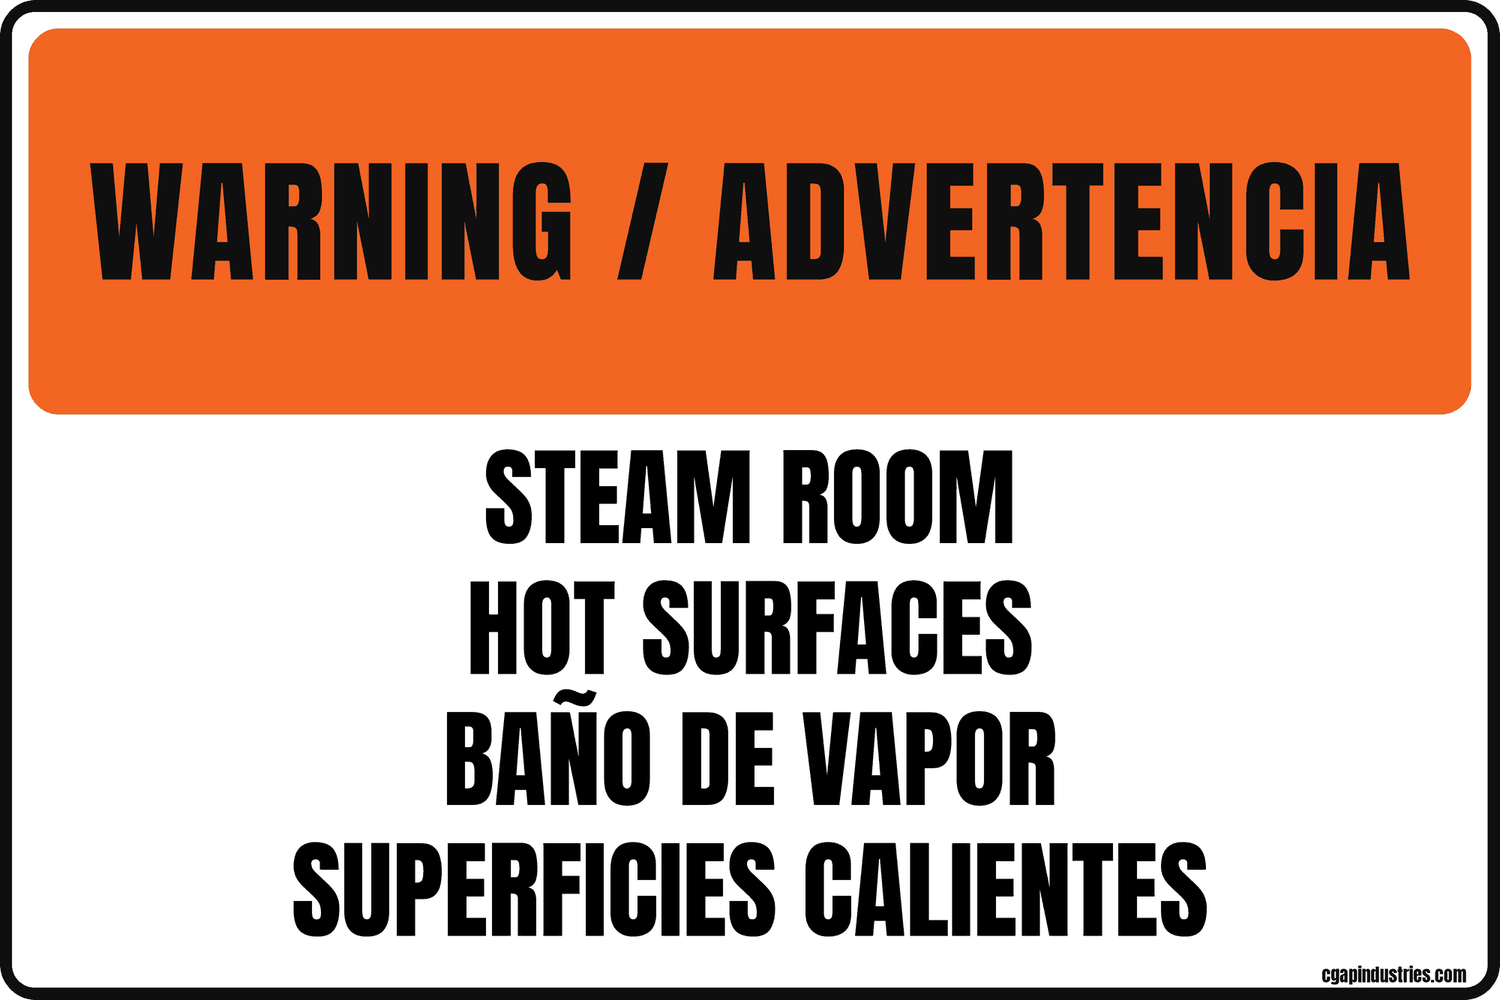 WARNING / ADVERTENCIA
STEAM ROOM
HOT SURFACES
BAÑO DE VAPOR
SUPERFICIES CALIENTES
cgapindustries.com